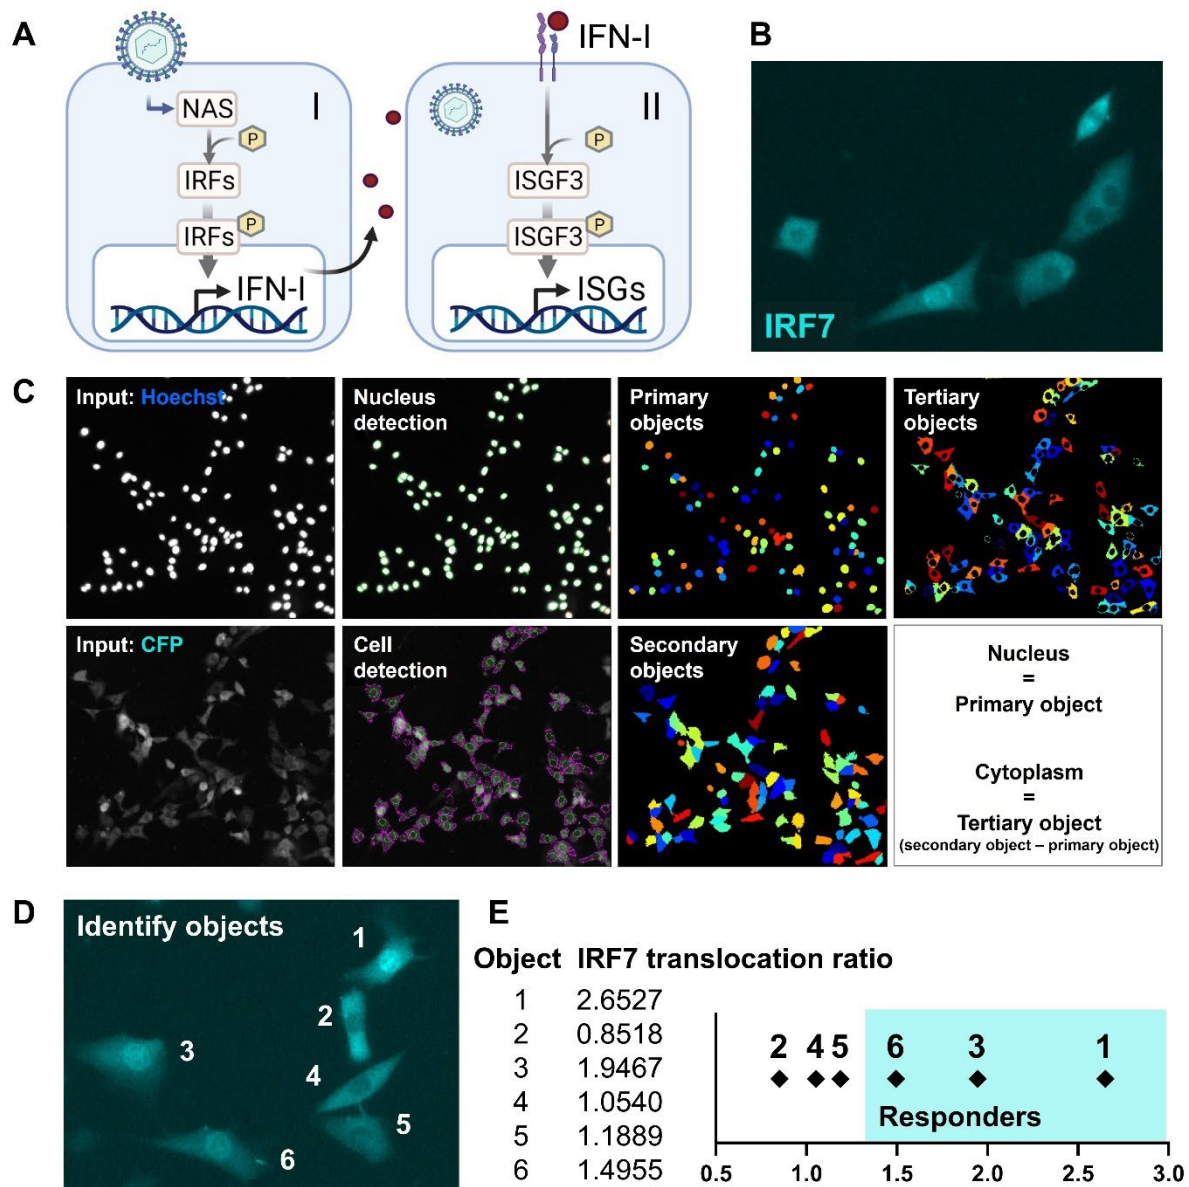 A
I
NAS
P
IRFs
IRFs
P
IFN-I
IFN-I
II
P
ISGF3
ISGF3
P
ISGs
B
IRF7
C
Input: Hoechst
Nucleus
detection
Primary
objects
Tertiary
objects
Input: CFP
Cell
detection
Secondary
objects
Nucleus
=
Primary object
Cytoplasm
=
Tertiary object
(secondary object – primary object)
D
Identify objects
1
2
3
4
5
6
E
Object IRF7 translocation ratio
1 2.6527
2 0.8518
3 1.9467
4 1.0540
5 1.1889
6 1.4955
2 4 5 6 3 1
Responders
0.5 1.0 1.5 2.0 2.5 3.0